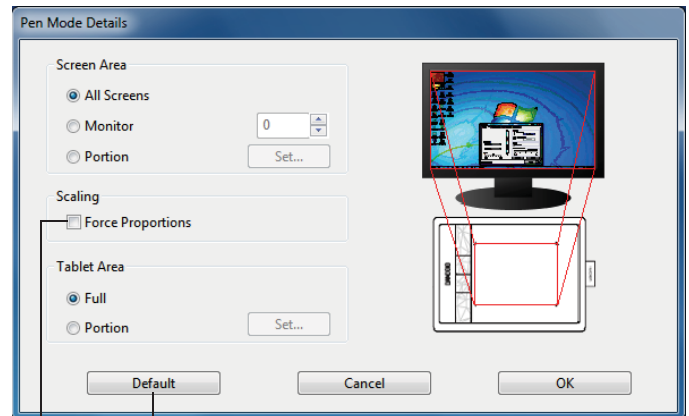 Pen Mode Details
Screen Area
All Screens
Monitor
0
Portion
Set...
Scaling
Force Proportions
Tablet Area
Full
Portion
Set...
Default
Cancel
OK